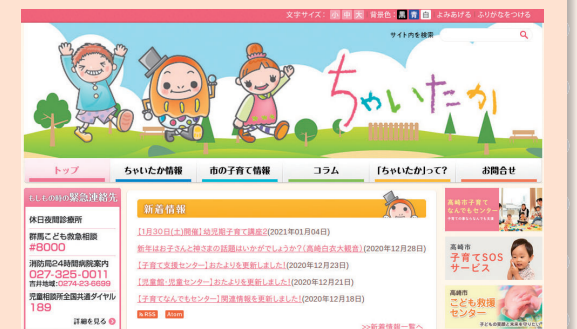 文字サイズ： 小 中 大 背景色： 黒 青 白 よみあげる ふりがなをつける
サイト内を検索
ちゃいたか
トップ
ちゃいたか情報
市の子育て情報
コラム
「ちゃいたか」って?
お問合せ
もしもの時の緊急連絡先
休日夜間診療所
群馬こども救急相談
#8000
消防局24時間病院案内
027-325-0011
吉井地域:0274-23-6699
児童相談所全国共通ダイヤル
189
詳細を見る
新着情報
【1月30日(土)開催】幼児期子育て講座2(2021年01月04日)
新年はお子さんと神さまの話題はいかがでしょうか?(高崎白衣大観音)(2020年12月28日)
【子育て支援センター】おたよりを更新しました!(2020年12月23日)
【児童館・児童センター】おたよりを更新しました!(2020年12月21日)
【子育てなんでもセンター】関連情報を更新しました!(2020年12月18日)
RSS Atom
>>新着情報一覧へ
高崎市子育て
なんでもセンター
高崎市
子育てSOS
サービス
高崎市
こども救援
センター
子どもの笑顔と未来を守りたい